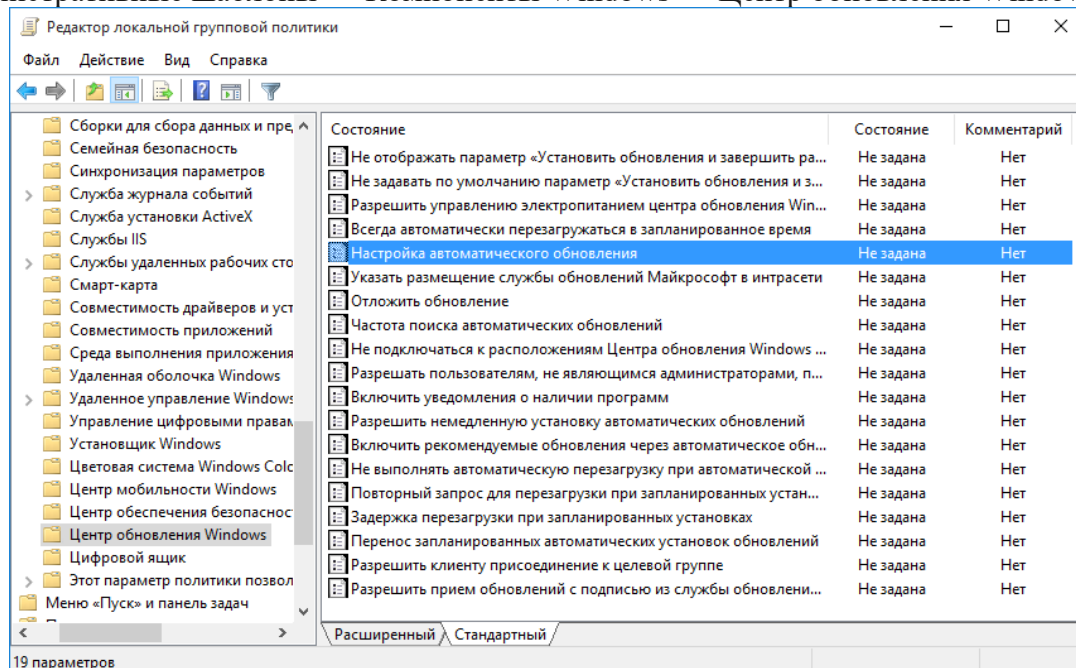 Компоненты Windows
Центр обновления
Редактор локальной групповой политики
Файл Действие Вид Справка
Сборки для сбора данных и пре
Семейная безопасность
Синхронизация параметров
Служба журнала событий
Служба установки ActiveX
Службы IIS
Службы удаленных рабочих сто
Смарт-карта
Совместимость драйверов и уст
Совместимость приложений
Среда выполнения приложения
Удаленная оболочка Windows
Удаленное управление Windows
Управление цифровыми правам
Установщик Windows
Цветовая система Windows Colo
Центр мобильности Windows
Центр обеспечения безопаснос
Центр обновления Windows
Цифровой ящик
Этот параметр политики позвол
Меню «Пуск» и панель задач
Состояние Состояние Комментарий
Не отображать параметр «Установить обновления и завершить ра... Не задана Нет
Не задавать по умолчанию параметр «Установить обновления и з... Не задана Нет
Разрешить управлению электропитанием центра обновления Win... Не задана Нет
Всегда автоматически перезагружаться в запланированное время Не задана Нет
Настройка автоматического обновления Не задана Нет
Указать размещение службы обновлений Майкрософт в интрасети Не задана Нет
Отложить обновление Не задана Нет
Частота поиска автоматических обновлений Не задана Нет
Не подключаться к расположениям Центра обновления Windows ... Не задана Нет
Разрешать пользователям, не являющимся администраторами, п... Не задана Нет
Включить уведомления о наличии программ Не задана Нет
Разрешить немедленную установку автоматических обновлений Не задана Нет
Включить рекомендуемые обновления через автоматическое обн... Не задана Нет
Не выполнять автоматическую перезагрузку при автоматической ... Не задана Нет
Повторный запрос для перезагрузки при запланированных устан... Не задана Нет
Задержка перезагрузки при запланированных установках Не задана Нет
Перенос запланированных автоматических установок обновлений Не задана Нет
Разрешить клиенту присоединение к целевой группе Не задана Нет
Разрешить прием обновлений с подписью из службы обновлени... Не задана Нет
Расширенный Стандартный
19 параметров